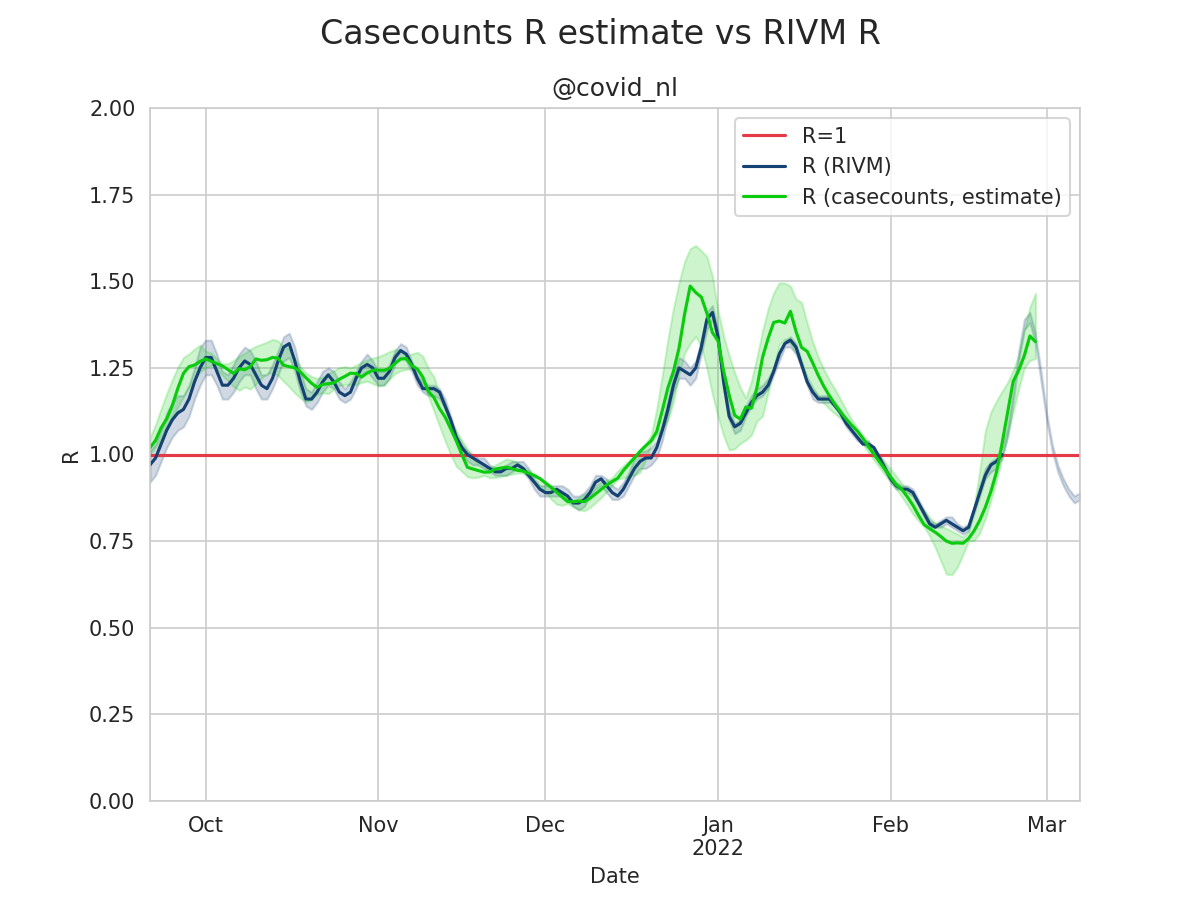 Casecounts R estimate vs RIVM R
@covid_nl
R=1
R (RIVM)
R (casecounts, estimate)
2.00
1.75
1.50
1.25
1.00
0.75
0.50
0.25
0.00
R
Oct Nov Dec Jan Feb Mar
2022
Date